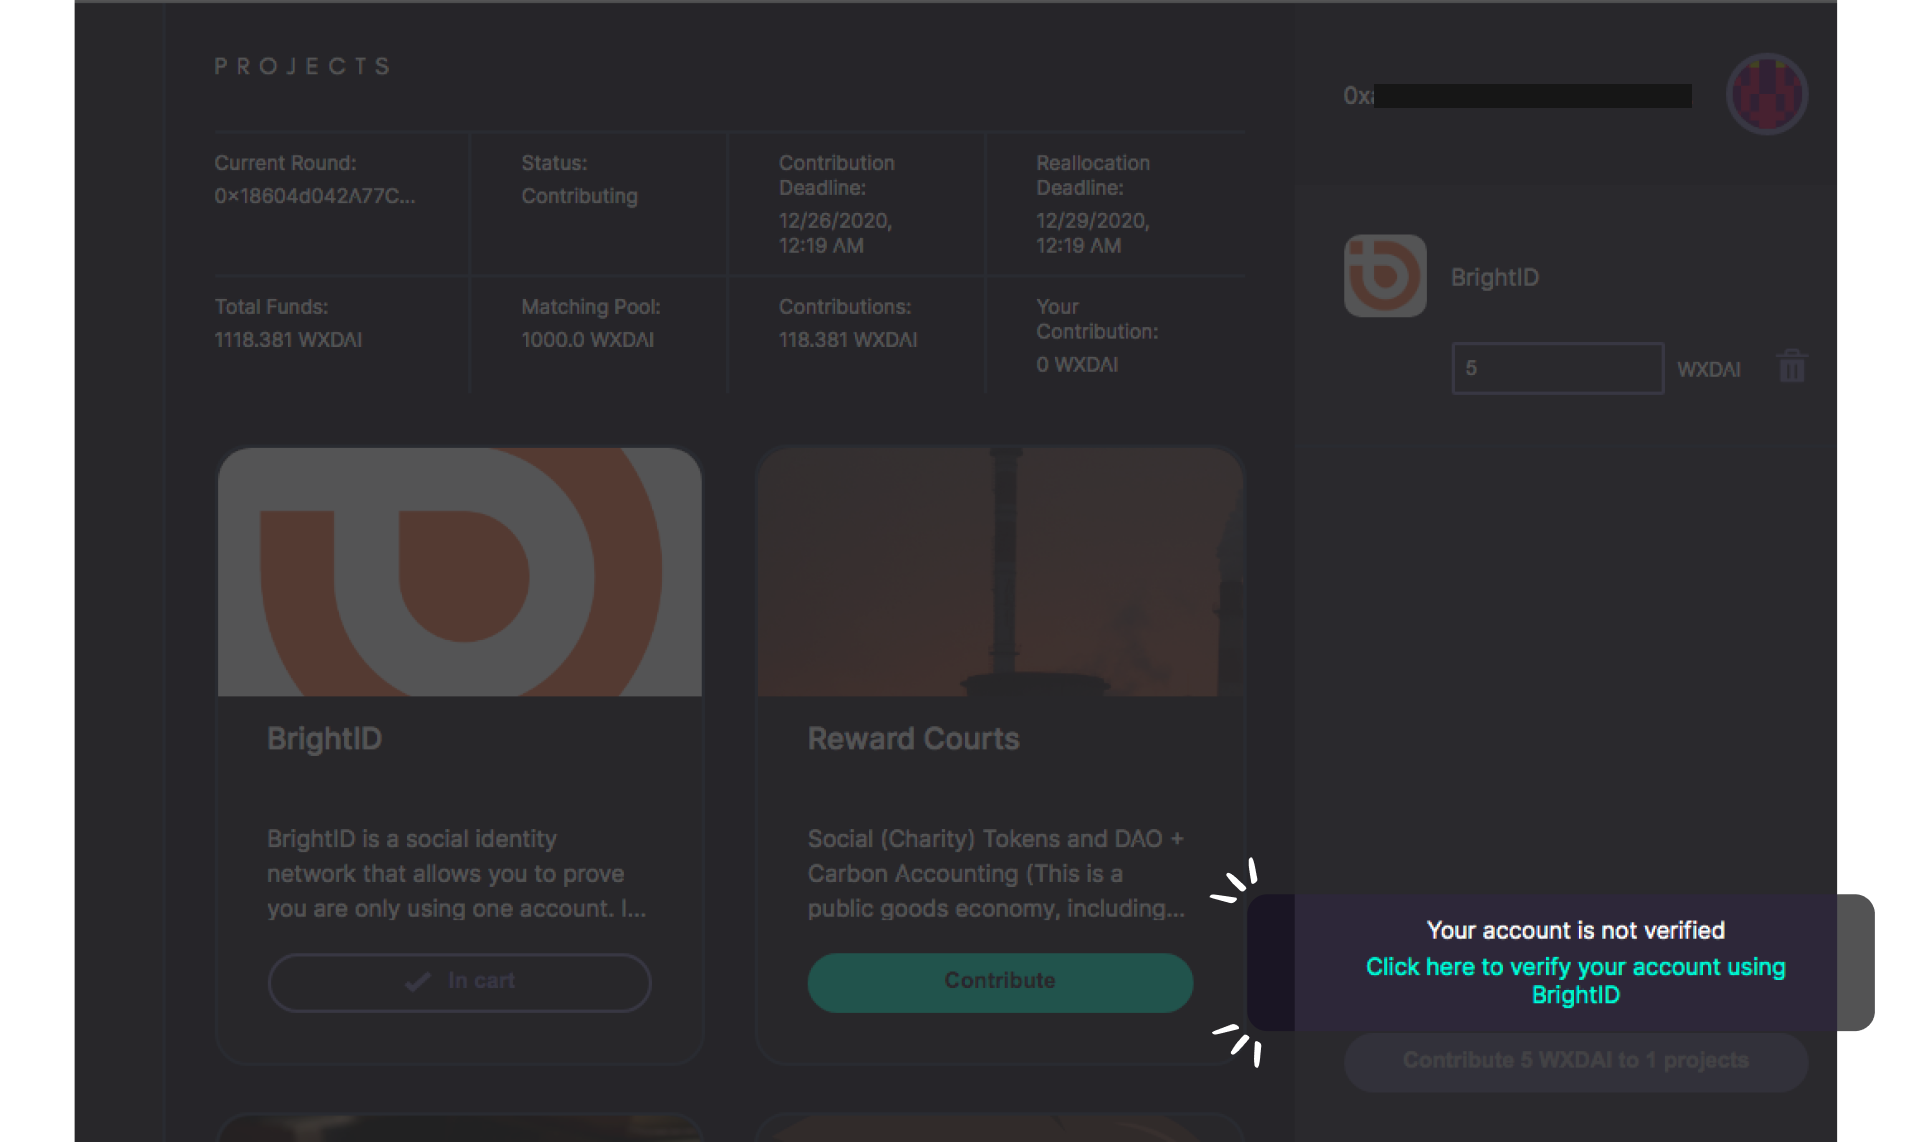 PROJECTS
Current Round:
0x18604d042A77C...
Status:
Contributing
Contribution
Deadline:
12/26/2020,
12:19 AM
Reallocation
Deadline:
12/29/2020,
12:19 AM
Total Funds:
1118.381 WXDAI
Matching Pool:
1000.0 WXDAI
Contributions:
118.381 WXDAI
Your
Contribution:
0 WXDAI
BrightID
BrightID is a social identity
network that allows you to prove
you are only using one account. I...
In cart
Reward Courts
Social (Charity) Tokens and DAO +
Carbon Accounting (This is a
public goods economy, including...
Contribute
0xa
BrightID
5 WXDAI
Your account is not verified
Click here to verify your account using
BrightID
Contribute 5 WXDAI to 1 projects